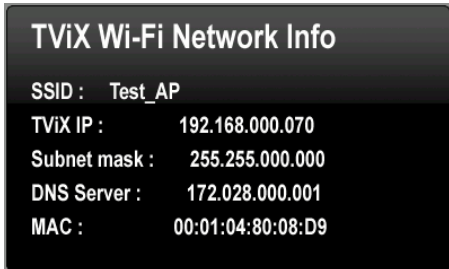 TViX Wi-Fi Network Info
SSID : Test_AP
TViX IP : 192.168.000.070
Subnet mask : 255.255.000.000
DNS Server : 172.028.000.001
MAC : 00:01:04:80:08:D9